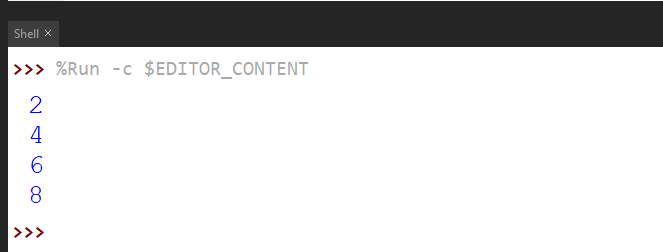 Shell ×
>>> %Run -c $EDITOR_CONTENT
2
4
6
8
>>>